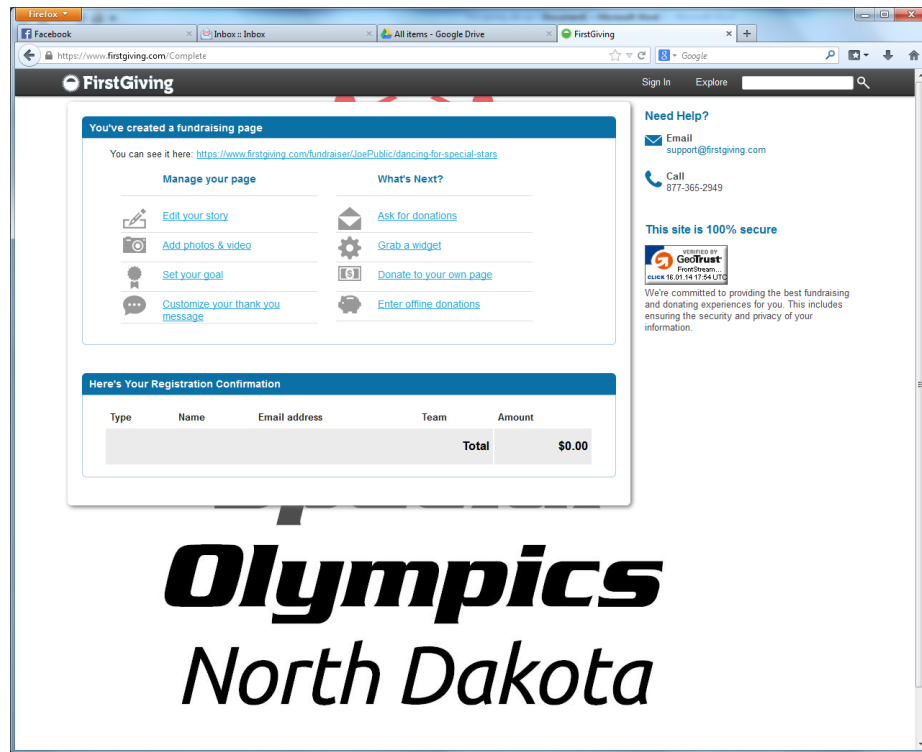 Firefox
Facebook
Inbox :: Inbox
All items - Google Drive
FirstGiving
https://www.firstgiving.com/Complete
Google
FirstGiving
Sign In
Explore
You've created a fundraising page
You can see it here: https://www.firstgiving.com/fundraiser/JoePublic/dancing-for-special-stars
Manage your page
What's Next?
Edit your story
Ask for donations
Add photos & video
Grab a widget
Set your goal
Donate to your own page
Customize your thank you
message
Enter offline donations
Here's Your Registration Confirmation
Type Name Email address Team Amount
Total $0.00
Need Help?
Email
support@firstgiving.com
Call
877-365-2949
This site is 100% secure
VERIFIED BY
GeoTrust
FrontStream...
CLICK 16.01.14 17:54 UTC
We're committed to providing the best fundraising
and donating experiences for you. This includes
ensuring the security and privacy of your
information.
Special
Olympics
North Dakota